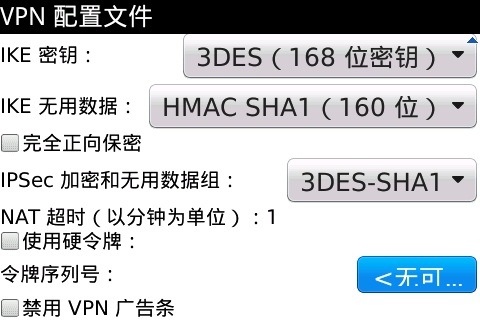 VPN 配置文件
IKE 密钥： 3DES（168 位密钥）
IKE 无用数据： HMAC SHA1（160 位）
完全正向保密
IPSec 加密和无用数据组： 3DES-SHA1
NAT 超时（以分钟为单位）：1
使用硬令牌：
令牌序列号： <无可...
禁用 VPN 广告条